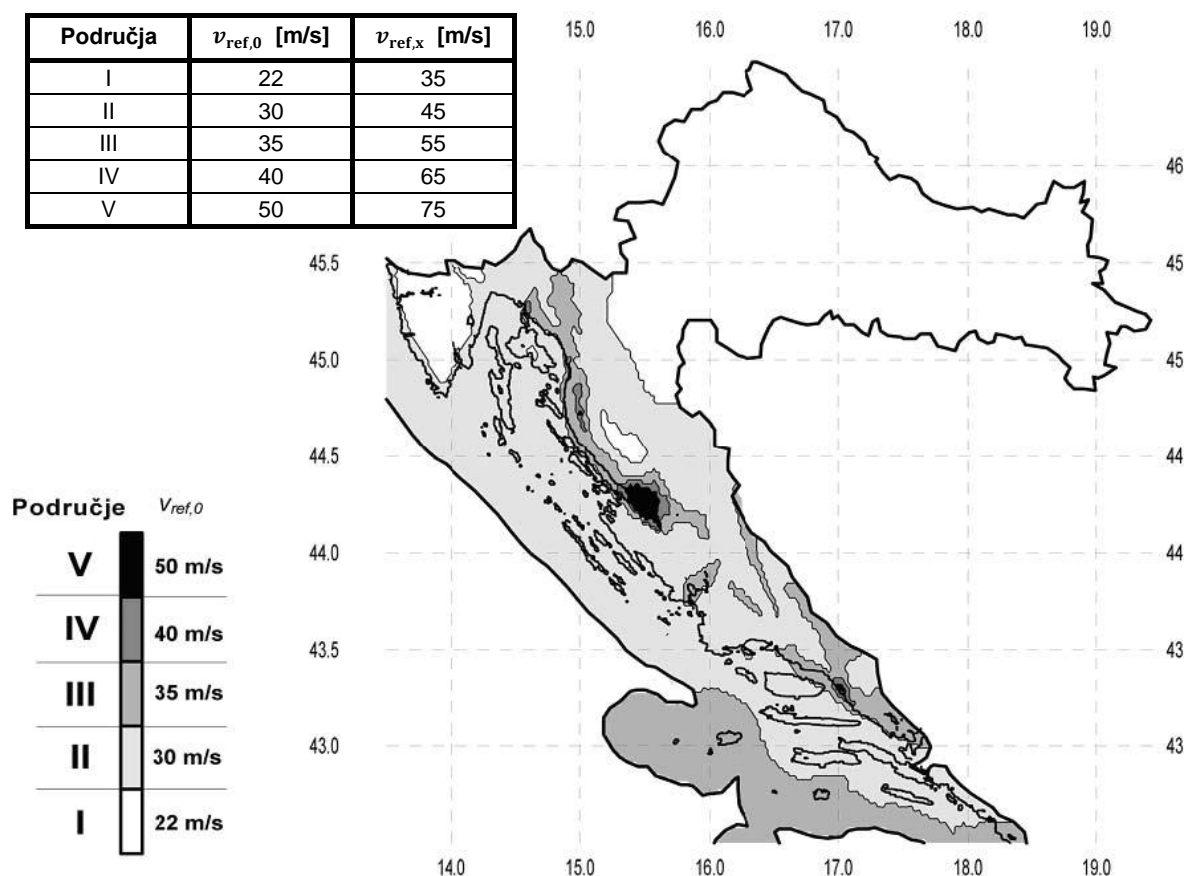 Područja v_ref,0 [m/s] v_ref,x [m/s]
I 22 35
II 30 45
III 35 55
IV 40 65
V 50 75
15.0 16.0 17.0 18.0 19.0
46
45.5 45
45.0 45
44.5 44
44.0 44
43.5 43
43.0 43
14.0 15.0 16.0 17.0 18.0 19.0
Područje V_ref,0
V 50 m/s
IV 40 m/s
III 35 m/s
II 30 m/s
I 22 m/s